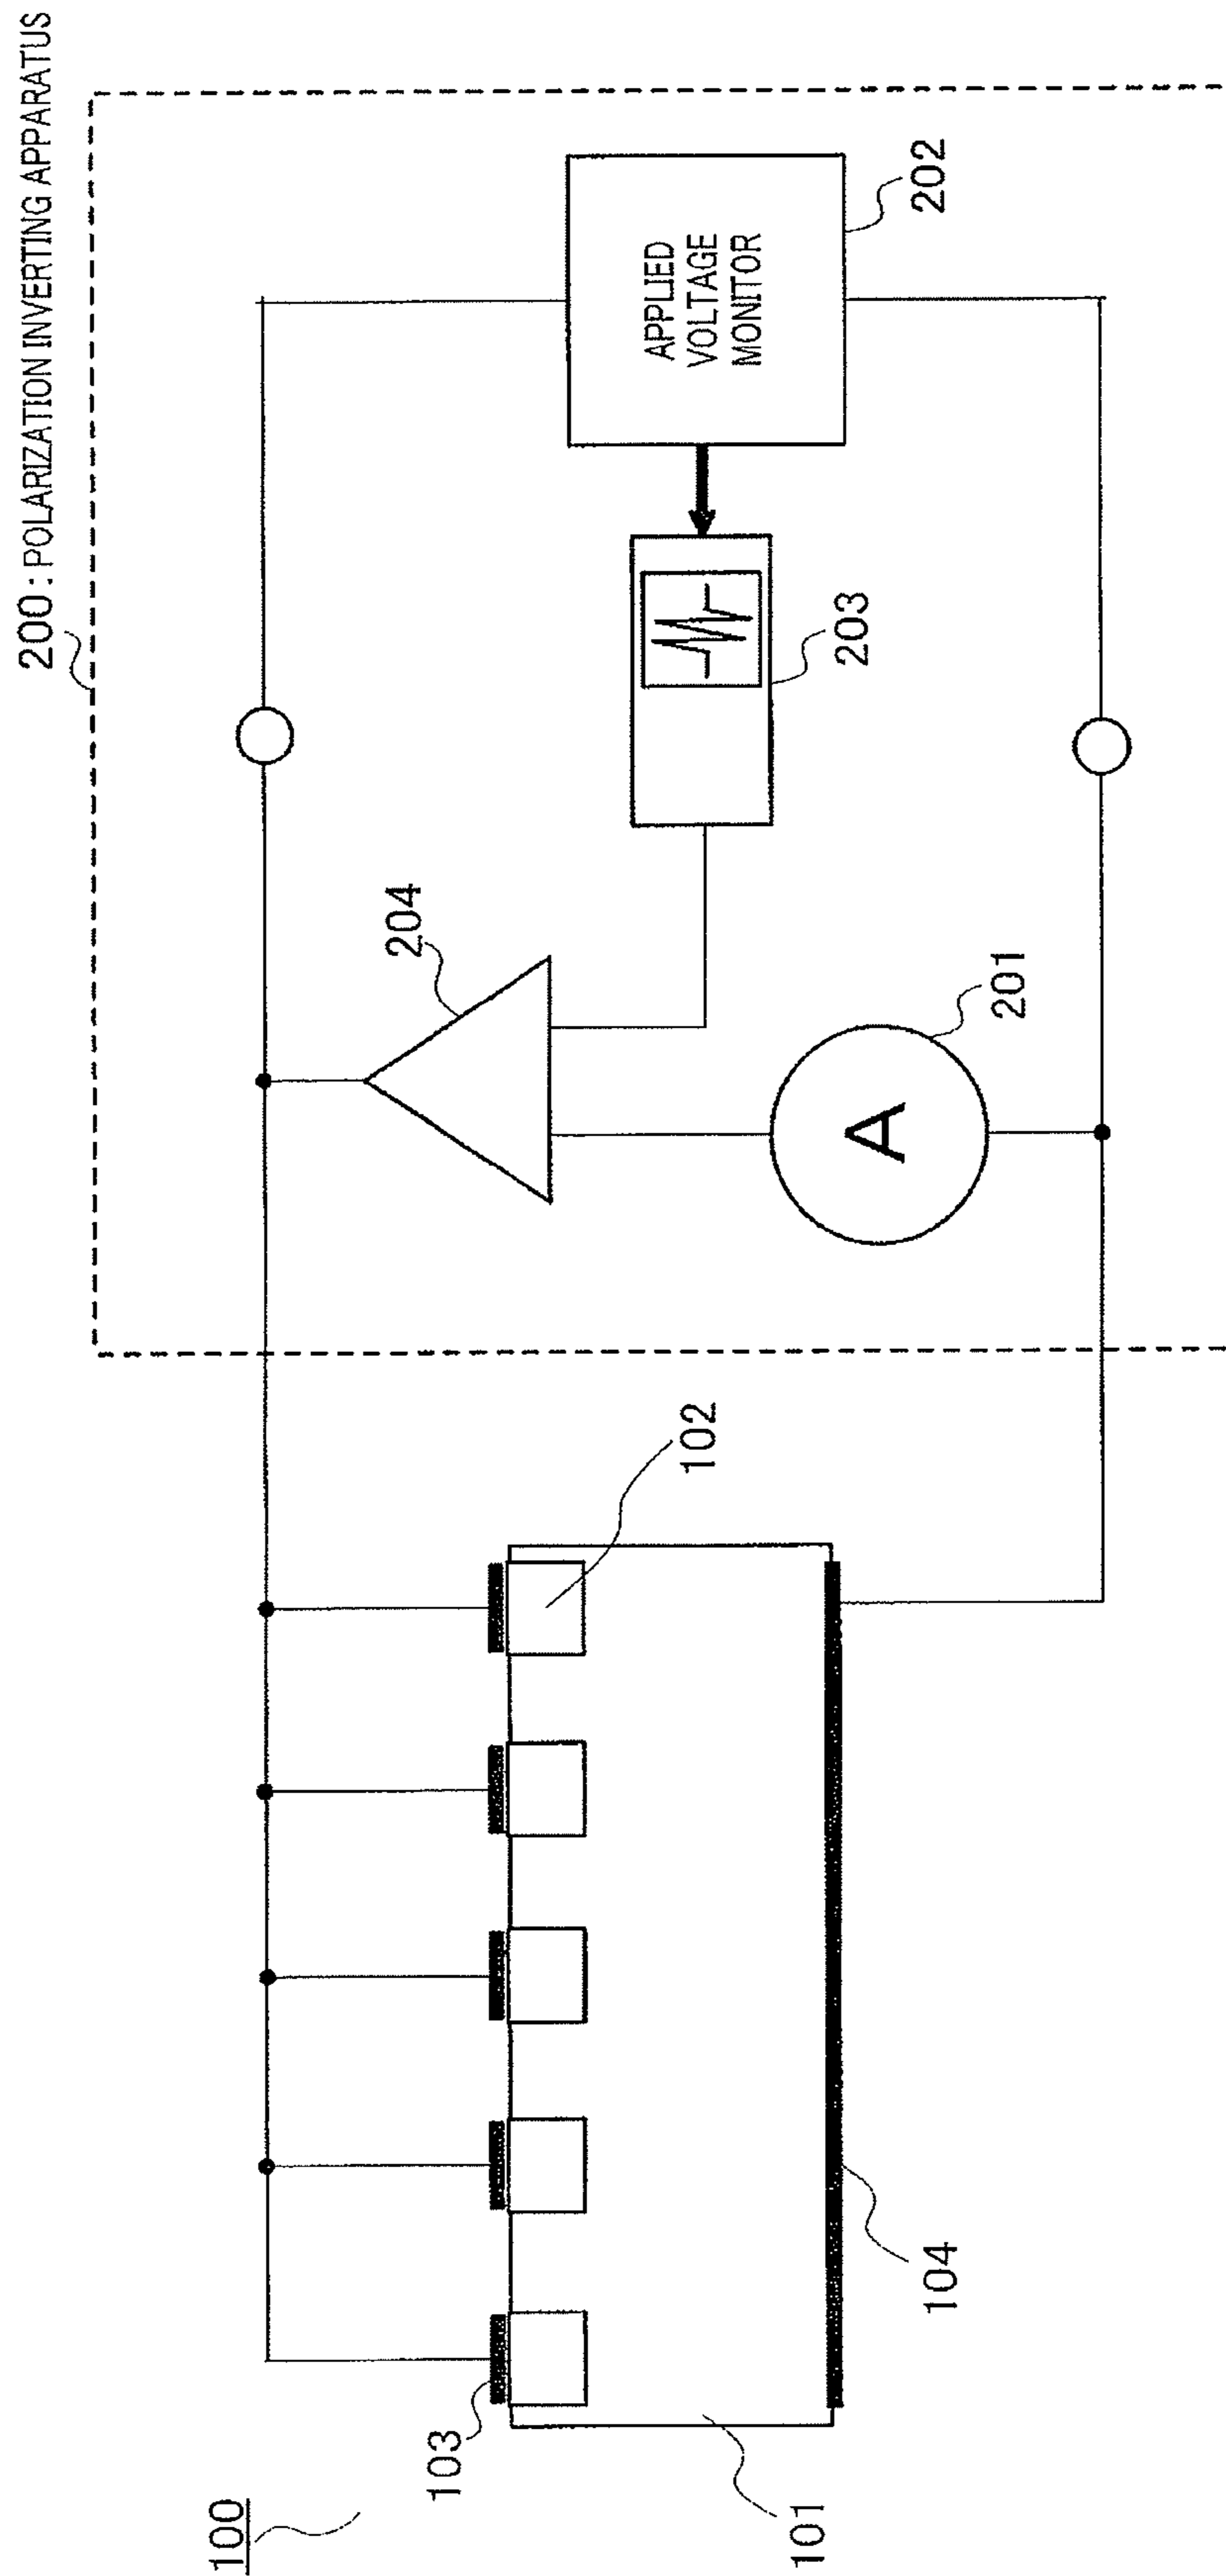 200 : POLARIZATION INVERTING APPARATUS
APPLIED
VOLTAGE
MONITOR
202
203
204
A
201
102
103
104
100
101